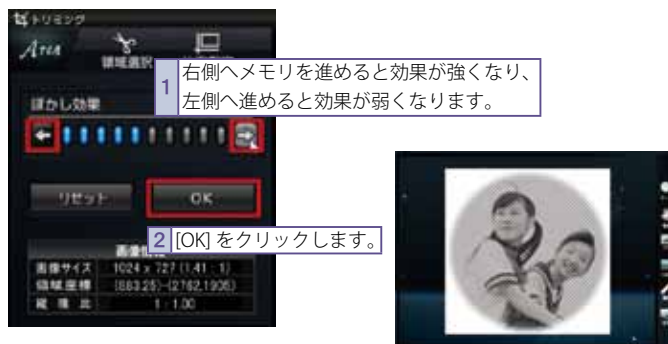 トリミング
Area
領域選択
1 右側へメモリを進めると効果が強くなり、
左側へ進めると効果が弱くなります。
ぼかし効果
リセット
OK
2 [OK] をクリックします。
画像サイズ 1024 x 727 (1.41 : 1)
領域座標 (883.25)-(2762.1905)
縦横比 1 : 1.00